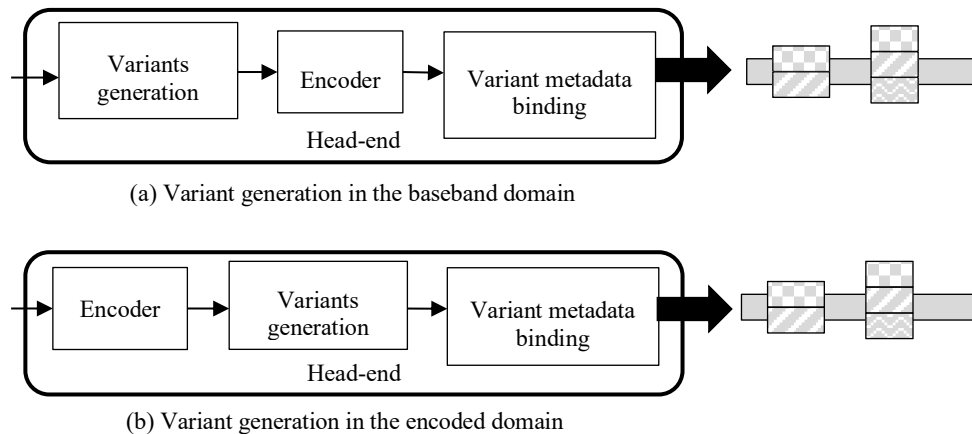 Variants
generation
Encoder
Variant metadata
binding
Head-end
(a) Variant generation in the baseband domain
Encoder
Variants
generation
Variant metadata
binding
Head-end
(b) Variant generation in the encoded domain